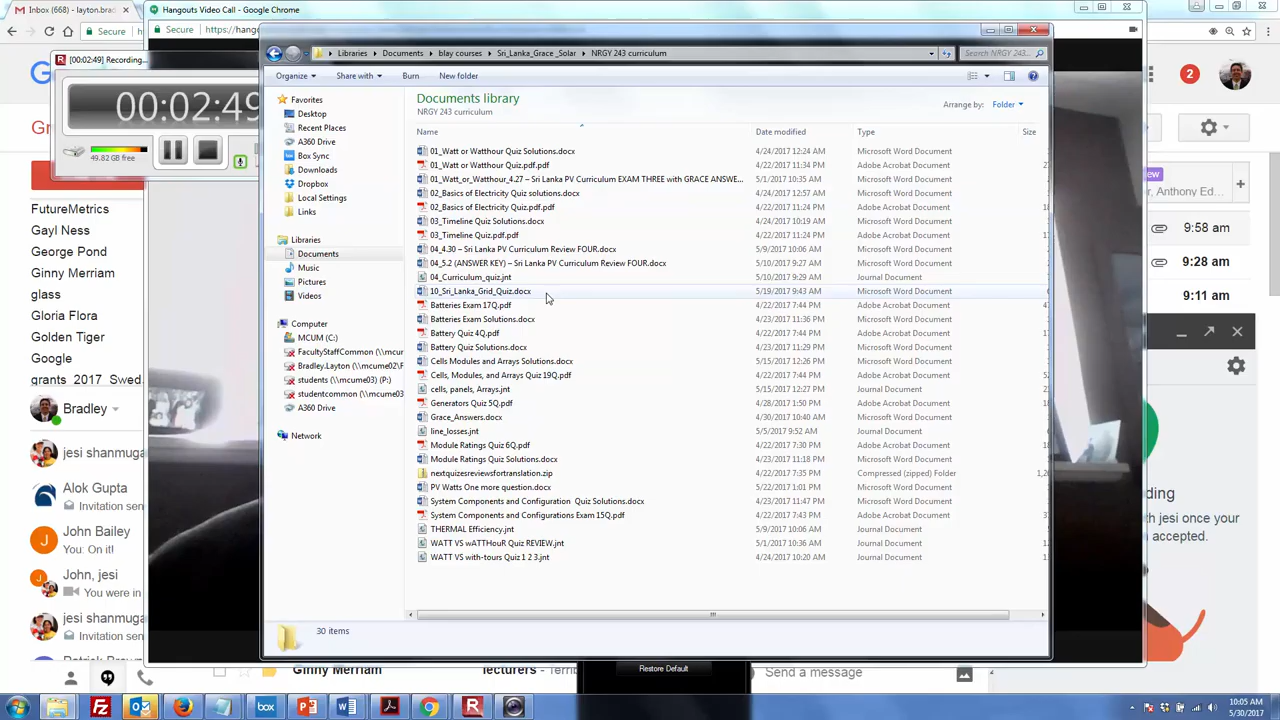 Inbox (668) - layton.brad
Hangouts Video Call - Google Chrome
Secure
https://
Secure
https://hang
[00:02:49] Recording...
00:02:49
49.82 GB free
Libraries ▸ Documents ▸ blay courses ▸ Sri_Lanka_Grace _Solar ▸ NRGY 243 curriculum
Search NRGY 243...
Organize
Share with
Burn
New folder
Favorites
Desktop
Recent Places
A360 Drive
Box Sync
Downloads
Dropbox
Local Settings
Links
Libraries
Documents
Music
Pictures
Videos
Computer
MCUM (C:)
FacultyStaffCommon (\\mcur
Bradley.Layton (\\mcume02\F
students (\\mcume03) (P:)
studentcommon (\\mcume03
A360 Drive
Network
Documents library
NRGY 243 curriculum
Arrange by: Folder
Name Date modified Type Size
01_Watt or Watthour Quiz Solutions.docx 4/24/2017 12:24 AM Microsoft Word Document
01_Watt or Watthour Quiz.pdf.pdf 4/22/2017 11:34 PM Adobe Acrobat Document 2
01_Watt_or_Watthour_4.27 – Sri Lanka PV Curriculum EXAM THREE with GRACE ANSWE... 5/1/2017 10:35 AM Microsoft Word Document
02_Basics of Electricity Quiz solutions.docx 4/24/2017 12:57 AM Microsoft Word Document
02_Basics of Electricity Quiz.pdf.pdf 4/22/2017 11:24 PM Adobe Acrobat Document 18
03_Timeline Quiz Solutions.docx 4/24/2017 10:19 AM Microsoft Word Document
03_Timeline Quiz.pdf.pdf 4/22/2017 11:24 PM Adobe Acrobat Document 18
04_4.30 – Sri Lanka PV Curriculum Review FOUR.docx 5/9/2017 10:06 AM Microsoft Word Document
04_5.2 (ANSWER KEY) – Sri Lanka PV Curriculum Review FOUR.docx 5/10/2017 9:27 AM Microsoft Word Document
04_Curriculum_quiz.jnt 5/10/2017 9:29 AM Journal Document
10_Sri_Lanka_Grid_Quiz.docx 5/19/2017 9:43 AM Microsoft Word Document
Batteries Exam 17Q.pdf 4/22/2017 7:44 PM Adobe Acrobat Document 47
Batteries Exam Solutions.docx 4/23/2017 11:36 PM Microsoft Word Document
Battery Quiz 4Q.pdf 4/22/2017 7:44 PM Adobe Acrobat Document
Battery Quiz Solutions.docx 4/23/2017 11:29 PM Microsoft Word Document
Cells Modules and Arrays Solutions.docx 5/15/2017 12:26 PM Microsoft Word Document
Cells, Modules, and Arrays Quiz 19Q.pdf 4/22/2017 7:44 PM Adobe Acrobat Document
cells, panels, Arrays.jnt 5/15/2017 12:27 PM Journal Document
Generators Quiz 5Q.pdf 4/28/2017 1:50 PM Adobe Acrobat Document
Grace_Answers.docx 4/30/2017 10:40 AM Microsoft Word Document
line_losses.jnt 5/2/2017 9:52 AM Journal Document
Module Ratings Quiz 6Q.pdf 4/22/2017 7:30 PM Adobe Acrobat Document 18
Module Ratings Quiz Solutions.docx 4/23/2017 11:18 PM Microsoft Word Document
nextquizesreviewsfortranslation.zip 4/22/2017 7:35 PM Compressed (zipped) Folder
PV Watts One more question.docx 5/22/2017 1:01 PM Microsoft Word Document
System Components and Configuration Quiz Solutions.docx 4/23/2017 11:47 PM Microsoft Word Document
System Components and Configurations Exam 15Q.pdf 4/22/2017 7:43 PM Adobe Acrobat Document
THERMAL Efficiency.jnt 5/9/2017 10:06 AM Journal Document
WATT VS wATTHouR Quiz REVIEW.jnt 5/1/2017 10:36 AM Journal Document
WATT VS with-tours Quiz 1 2 3.jnt 4/24/2017 10:20 AM Journal Document
30 items
FutureMetrics
Gayl Ness
George Pond
Ginny Merriam
glass
Gloria Flora
Golden Tiger
Google
grants_2017_Swed
Bradley
jesi shanmuga
Alok Gupta
Invitation sen
John Bailey
You: On it!
John, jesi
You were in
jesi shanmuga
Invitation sen
Ginny Merriam
lecturers
Restore Default
2
, Anthony Ed...
9:58 am
9:28 am
9:11 am
with jesi once your
accepted.
Send a message
10:05 AM
5/30/2017